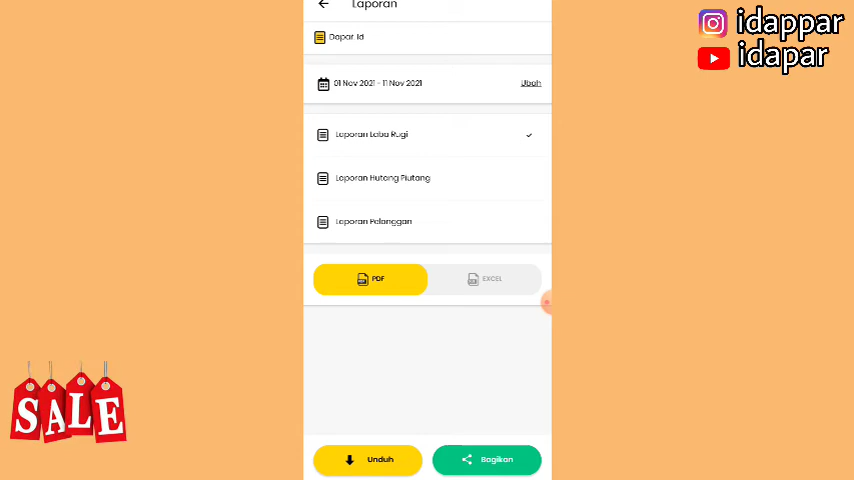 Laporan
idappar
idapar
Dapar Id
01 Nov 2021 - 11 Nov 2021
Ubah
Laporan Laba Rugi
Laporan Hutang Piutang
Laporan Pelanggan
PDF
EXCEL
Unduh
Bagikan
SALE